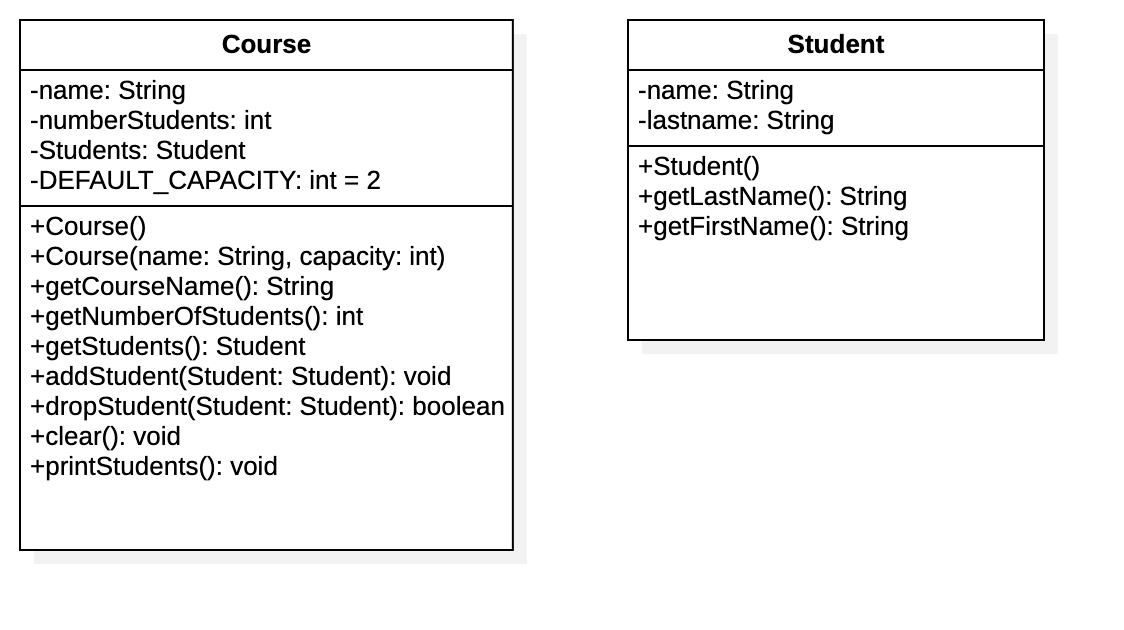 Course
-name: String
-numberStudents: int
-Students: Student
-DEFAULT_CAPACITY: int = 2
+Course()
+Course(name: String, capacity: int)
+getCourseName(): String
+getNumberOfStudents(): int
+getStudents(): Student
+addStudent(Student: Student): void
+dropStudent(Student: Student): boolean
+clear(): void
+printStudents(): void
Student
-name: String
-lastname: String
+Student()
+getLastName(): String
+getFirstName(): String